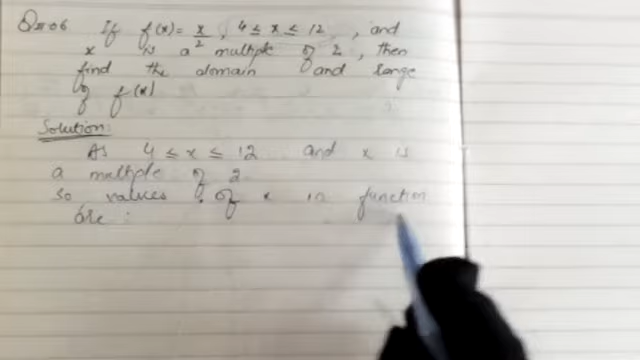 Q#06 If f(x) = x/2, 4 ≤ x ≤ 12, and
x is a multiple of 2, then
find the domain and range
of f(x)
Solution:
As 4 ≤ x ≤ 12 and x is
a multiple of 2.
so values of x in function
are: